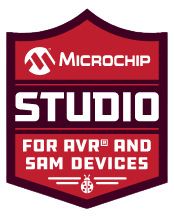 MICROCHIP
STUDIO
FOR AVR® AND
SAM DEVICES